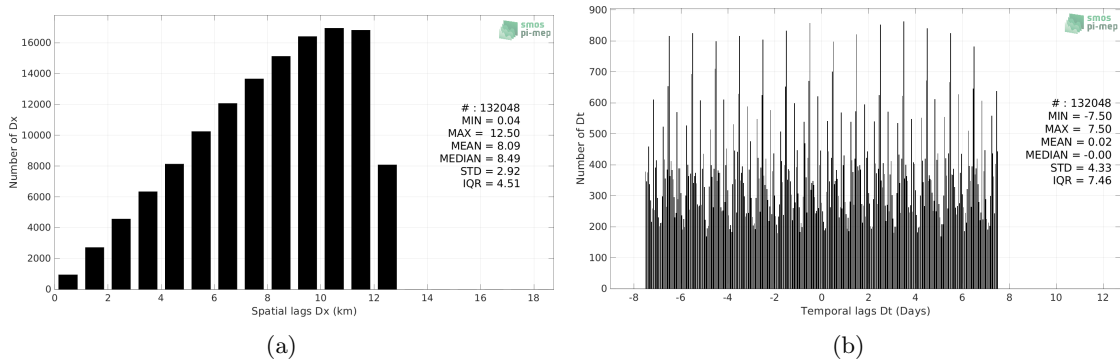 smos
pi-mep
Number of Dx
16000
14000
12000
10000
8000
6000
4000
2000
0
# : 132048
MIN = 0.04
MAX = 12.50
MEAN = 8.09
MEDIAN = 8.49
STD = 2.92
IQR = 4.51
0 2 4 6 8 10 12 14 16 18
Spatial lags Dx (km)
(a)
smos
pi-mep
Number of Dt
900
800
700
600
500
400
300
200
100
0
# : 132048
MIN = -7.50
MAX = 7.50
MEAN = 0.02
MEDIAN = -0.00
STD = 4.33
IQR = 7.46
-8 -6 -4 -2 0 2 4 6 8 10 12
Temporal lags Dt (Days)
(b)